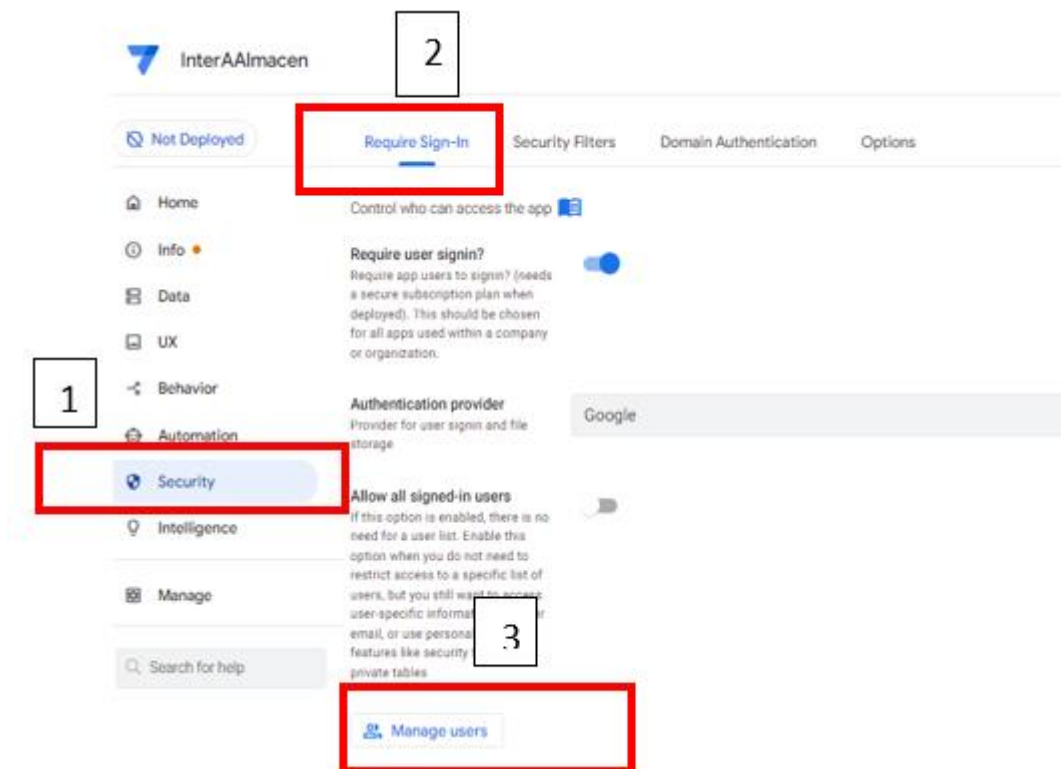 InterAAlmacen
2
Not Deployed
Require Sign-In
Security Filters
Domain Authentication
Options
Home
Info
Data
UX
1
Behavior
Automation
Security
Intelligence
Manage
Search for help
Control who can access the app
Require user signin?
Require app users to signin? (needs
a secure subscription plan when
deployed). This should be chosen
for all apps used within a company
or organization.
Authentication provider
Provider for user signin and file
storage
Google
Allow all signed-in users
If this option is enabled, there is no
need for a user list. Enable this
option when you do not need to
restrict access to a specific list of
users, but you still want to access
user-specific
email, or use
features like security
private tables
3
Manage users